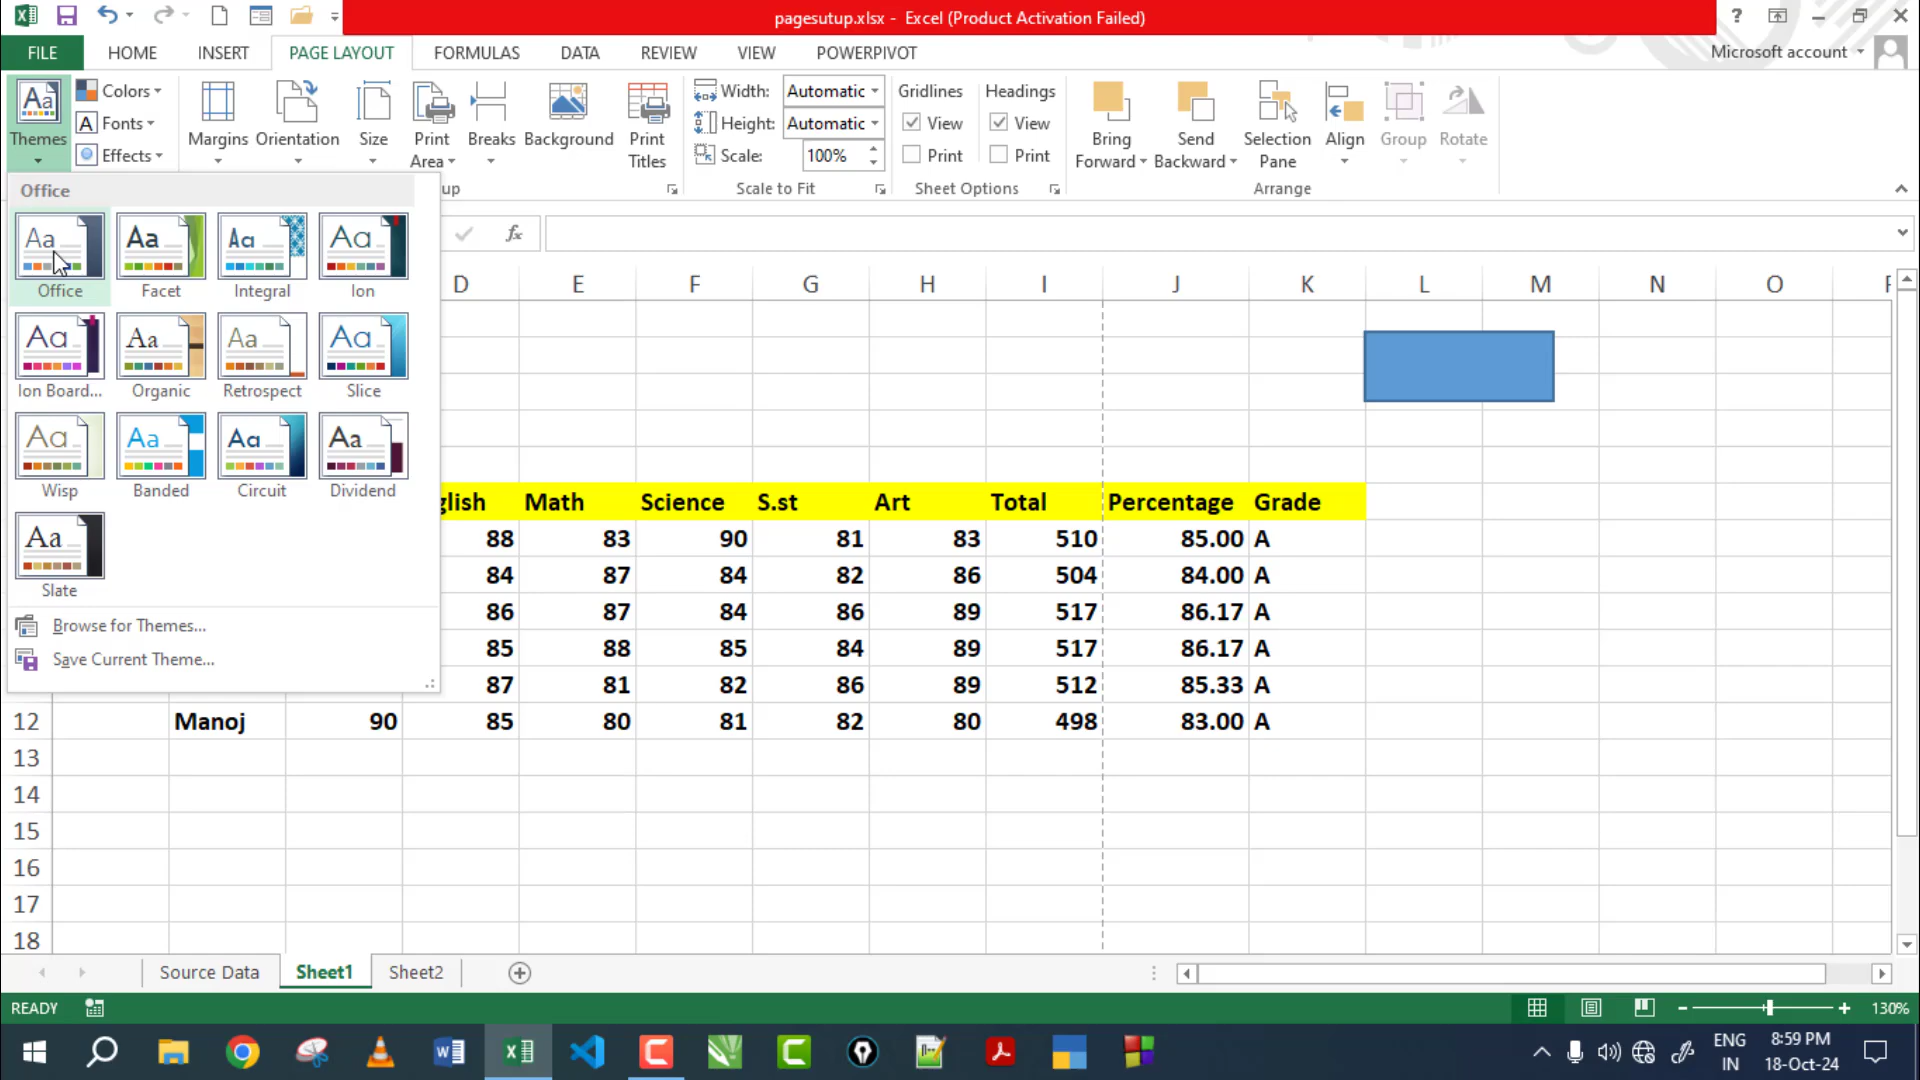 pagesutup.xlsx - Excel (Product Activation Failed)
?
FILE HOME INSERT PAGE LAYOUT FORMULAS DATA REVIEW VIEW POWERPIVOT Microsoft account
Aa Colors Width: Automatic Gridlines Headings
A Fonts Height: Automatic View View
Themes Effects Scale: 100% Print Print
Margins Orientation Size Print Area Breaks Background Print Titles
Bring Forward Send Backward Selection Pane Align Group Rotate
up Scale to Fit Sheet Options Arrange
Office
Aa Aa Aa Aa
Office Facet Integral Ion
Aa Aa Aa Aa
Ion Board... Organic Retrospect Slice
Aa Aa Aa Aa
Wisp Banded Circuit Dividend
Aa
Slate
Browse for Themes...
Save Current Theme...
fx
D E F G H I J K L M N O
glish Math Science S.st Art Total Percentage Grade
88 83 90 81 83 510 85.00 A
84 87 84 82 86 504 84.00 A
86 87 84 86 89 517 86.17 A
85 88 85 84 89 517 86.17 A
87 81 82 86 89 512 85.33 A
12 Manoj 90 85 80 81 82 80 498 83.00 A
13
14
15
16
17
18
Source Data Sheet1 Sheet2
READY 130%
ENG 8:59 PM
IN 18-Oct-24